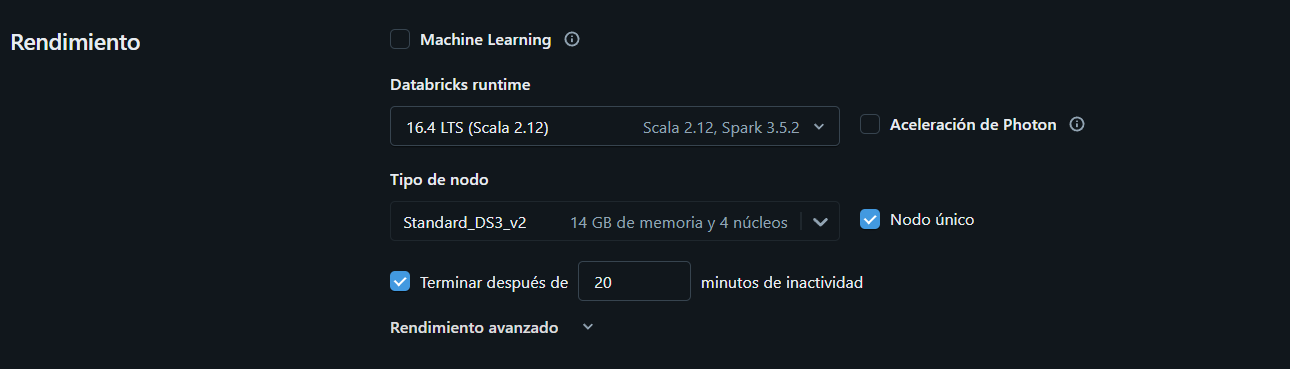 Rendimiento
Machine Learning
Databricks runtime
16.4 LTS (Scala 2.12) Scala 2.12, Spark 3.5.2
Aceleración de Photon
Tipo de nodo
Standard_DS3_v2 14 GB de memoria y 4 núcleos
Nodo único
Terminar después de 20 minutos de inactividad
Rendimiento avanzado